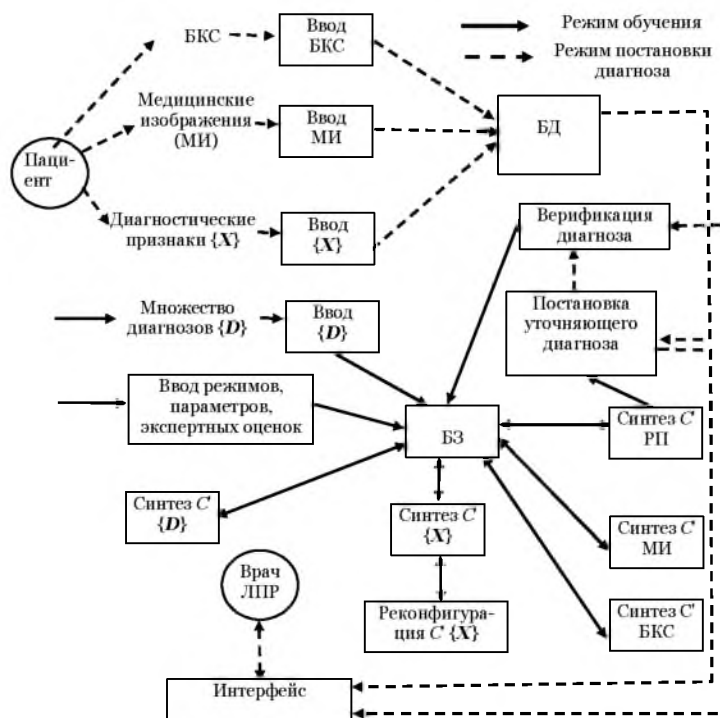 БКС
Ввод
БКС
Режим обучения
Режим постановки
диагноза
Медицинские
изображения
(МИ)
Ввод
МИ
БД
Паци-
ент
Диагностические
признаки {X}
Ввод
{X}
Верификация
диагноза
Множество
диагнозов {D}
Ввод
{D}
Постановка
уточняющего
диагноза
Ввод режимов,
параметров,
экспертных оценок
БЗ
Синтез C'
РП
Синтез C'
{D}
Синтез C'
{X}
Синтез C'
МИ
Врач
ЛПР
Реконфигура-
ция C' {X}
Синтез C'
БКС
Интерфейс